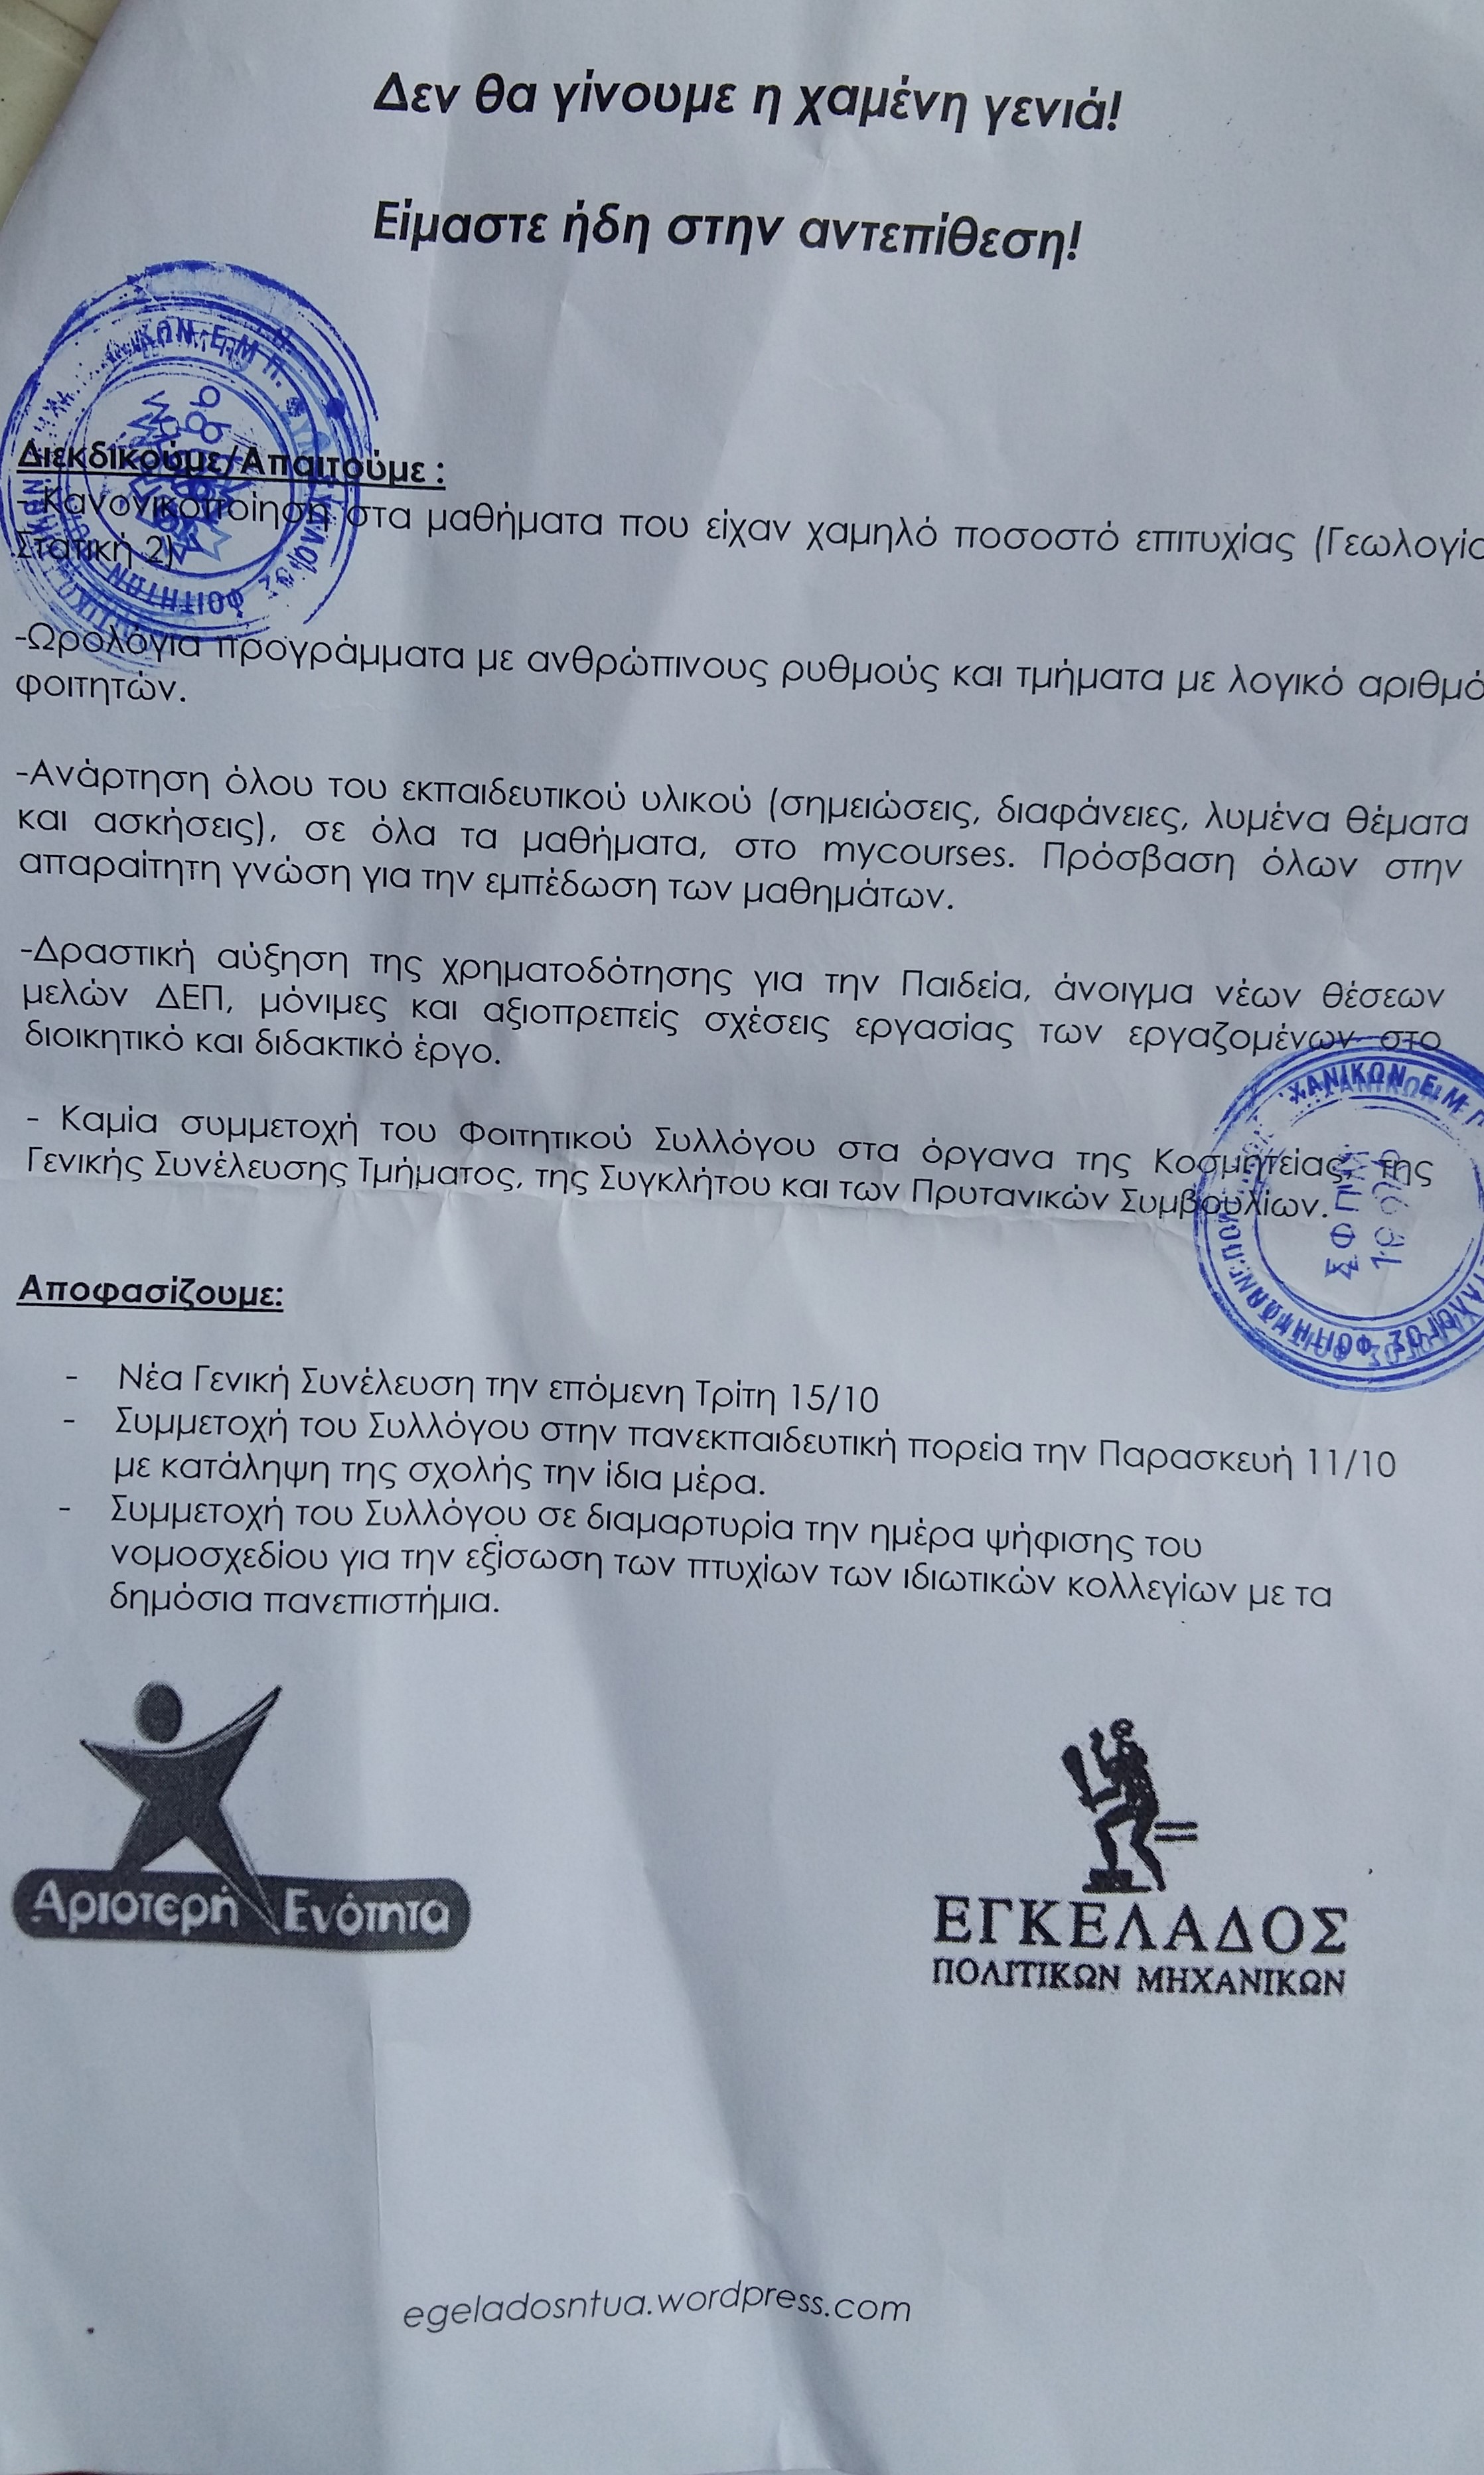 Δεν θα γίνουμε η χαμένη γενιά!
Είμαστε ήδη στην αντεπίθεση!
Διεκδικούμε/Απαιτούμε :
- Κανονικοποίηση στα μαθήματα που είχαν χαμηλό ποσοστό επιτυχίας (Γεωλογία
Στατική 2)
-Ωρολόγια προγράμματα με ανθρώπινους ρυθμούς και τμήματα με λογικό αριθμό
φοιτητών.
-Ανάρτηση όλου του εκπαιδευτικού υλικού (σημειώσεις, διαφάνειες, λυμένα θέματα
και ασκήσεις), σε όλα τα μαθήματα, στο mycourses. Πρόσβαση όλων στην
απαραίτητη γνώση για την εμπέδωση των μαθημάτων.
-Δραστική αύξηση της χρηματοδότησης για την Παιδεία, άνοιγμα νέων θέσεων
μελών ΔΕΠ, μόνιμες και αξιοπρεπείς σχέσεις εργασίας των εργαζομένων στο
διοικητικό και διδακτικό έργο.
- Καμία συμμετοχή του Φοιτητικού Συλλόγου στα όργανα της Κοσμητείας, της
Γενικής Συνέλευσης Τμήματος, της Συγκλήτου και των Πρυτανικών Συμβουλίων.
ΧΑΝΙΚΩΝ Ε.Μ.Π
ΦΟΙΤΗΤΩΝ
Αποφασίζουμε:
- Νέα Γενική Συνέλευση την επόμενη Τρίτη 15/10
- Συμμετοχή του Συλλόγου στην πανεκπαιδευτική πορεία την Παρασκευή 11/10
με κατάληψη της σχολής την ίδια μέρα.
- Συμμετοχή του Συλλόγου σε διαμαρτυρία την ημέρα ψήφισης του
νομοσχεδίου για την εξίσωση των πτυχίων των ιδιωτικών κολλεγίων με τα
δημόσια πανεπιστήμια.
Αριστερή Ενότητα
ΕΓΚΕΛΑΔΟΣ
ΠΟΛΙΤΙΚΩΝ ΜΗΧΑΝΙΚΩΝ
egeladosntua.wordpress.com